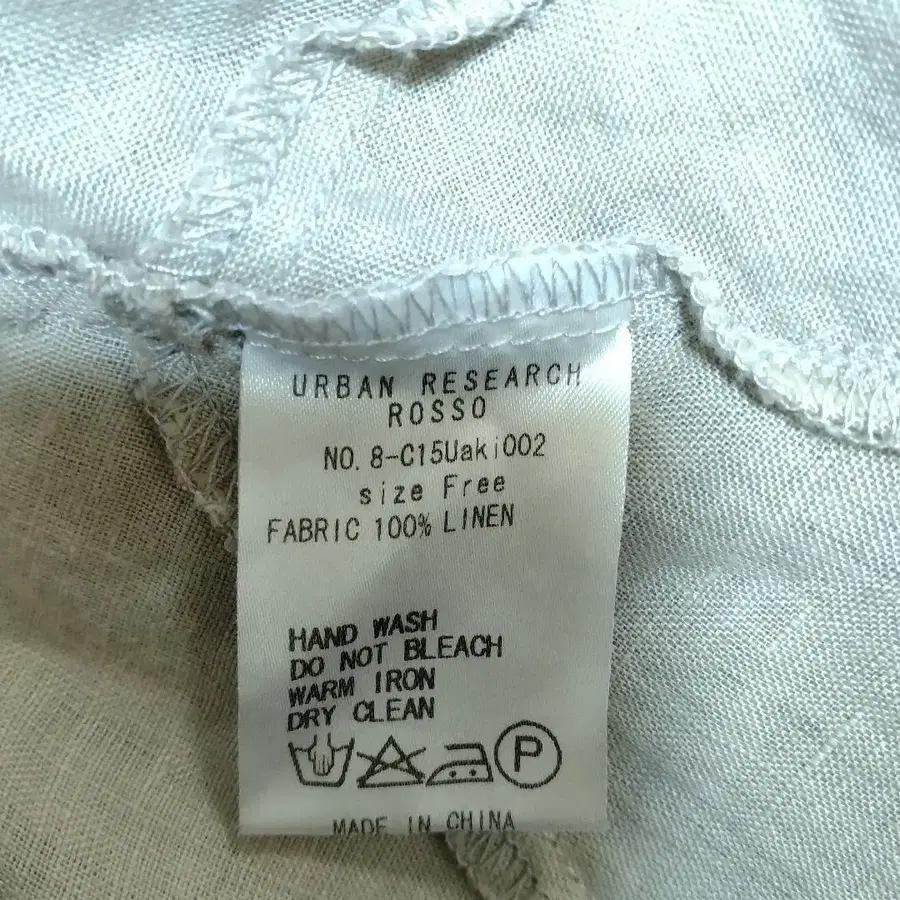 URBAN RESEARCH
ROSSO
NO. 8-C15Uaki002
size Free
FABRIC 100% LINEN
HAND WASH
DO NOT BLEACH
WARM IRON
DRY CLEAN
P
MADE IN CHINA